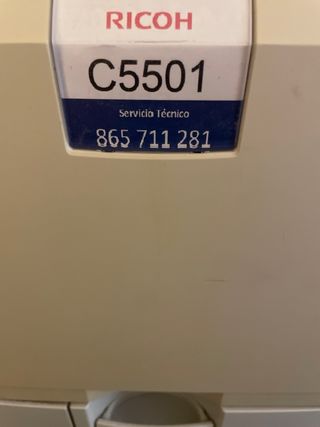 RICOH
C5501
Servicio Técnico
865 711 281